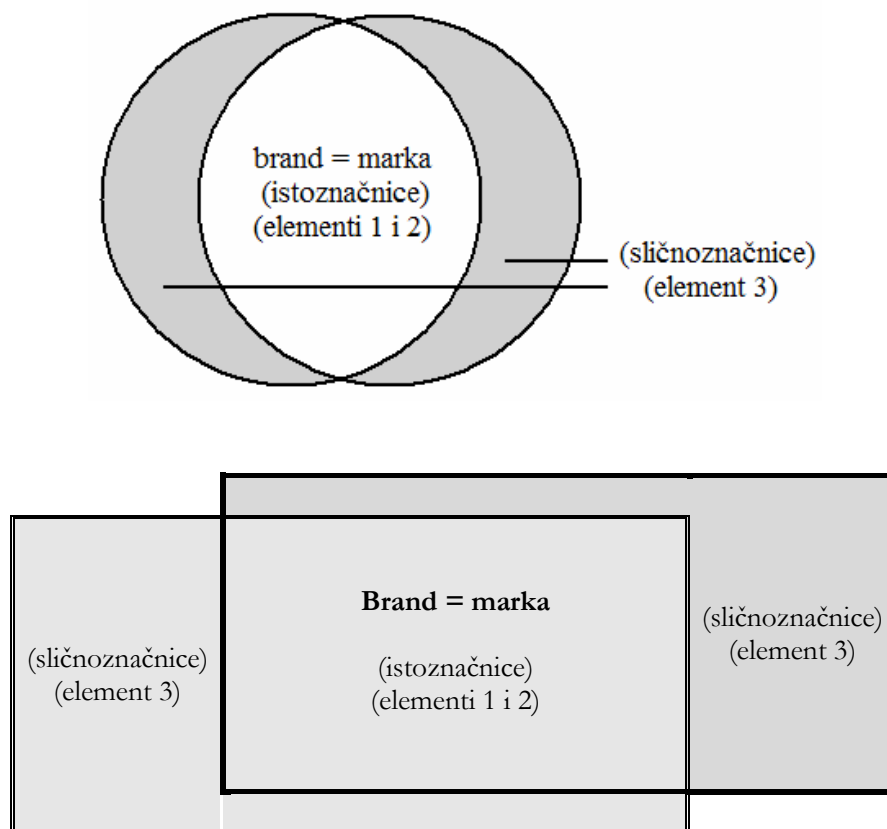 brand = marka
(istoznačnice)
(elementi 1 i 2)
(sličnoznačnice)
(element 3)
Brand = marka
(sličnoznačnice)
(element 3)
(istoznačnice)
(elementi 1 i 2)
(sličnoznačnice)
(element 3)